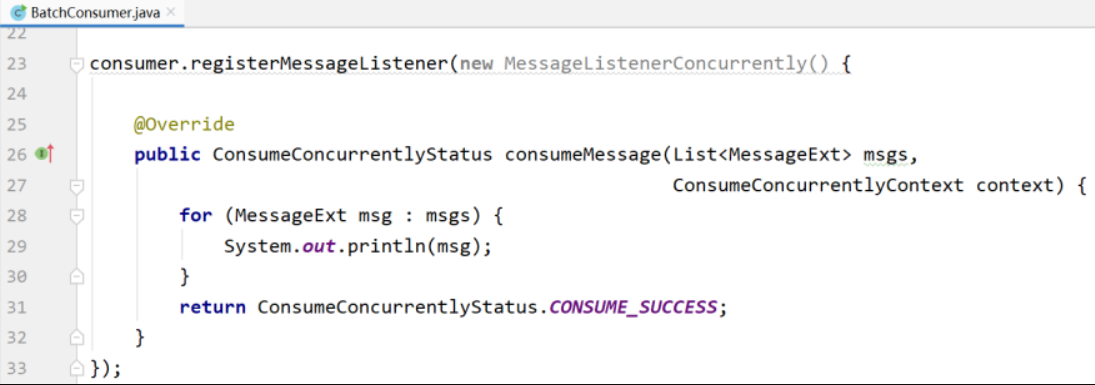 BatchConsumer.java
22
23 consumer.registerMessageListener(new MessageListenerConcurrently() {
24
25 @Override
26 public ConsumeConcurrentlyStatus consumeMessage(List<MessageExt> msgs,
27 ConsumeConcurrentlyContext context) {
28 for (MessageExt msg : msgs) {
29 System.out.println(msg);
30 }
31 return ConsumeConcurrentlyStatus.CONSUME_SUCCESS;
32 }
33 });